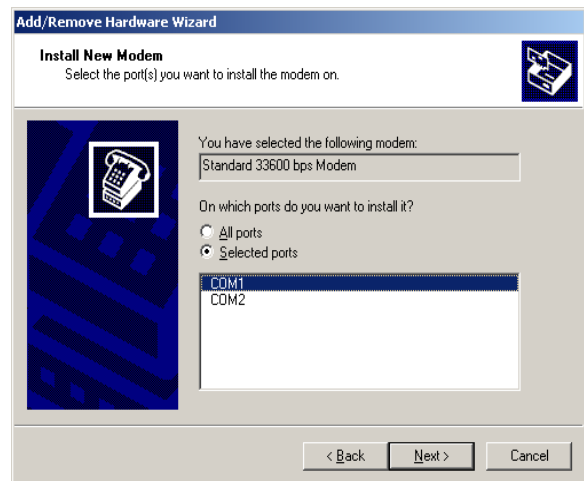 Add/Remove Hardware Wizard
Install New Modem
Select the port(s) you want to install the modem on.
You have selected the following modem:
Standard 33600 bps Modem
On which ports do you want to install it?
All ports
Selected ports
COM1
COM2
< Back Next > Cancel